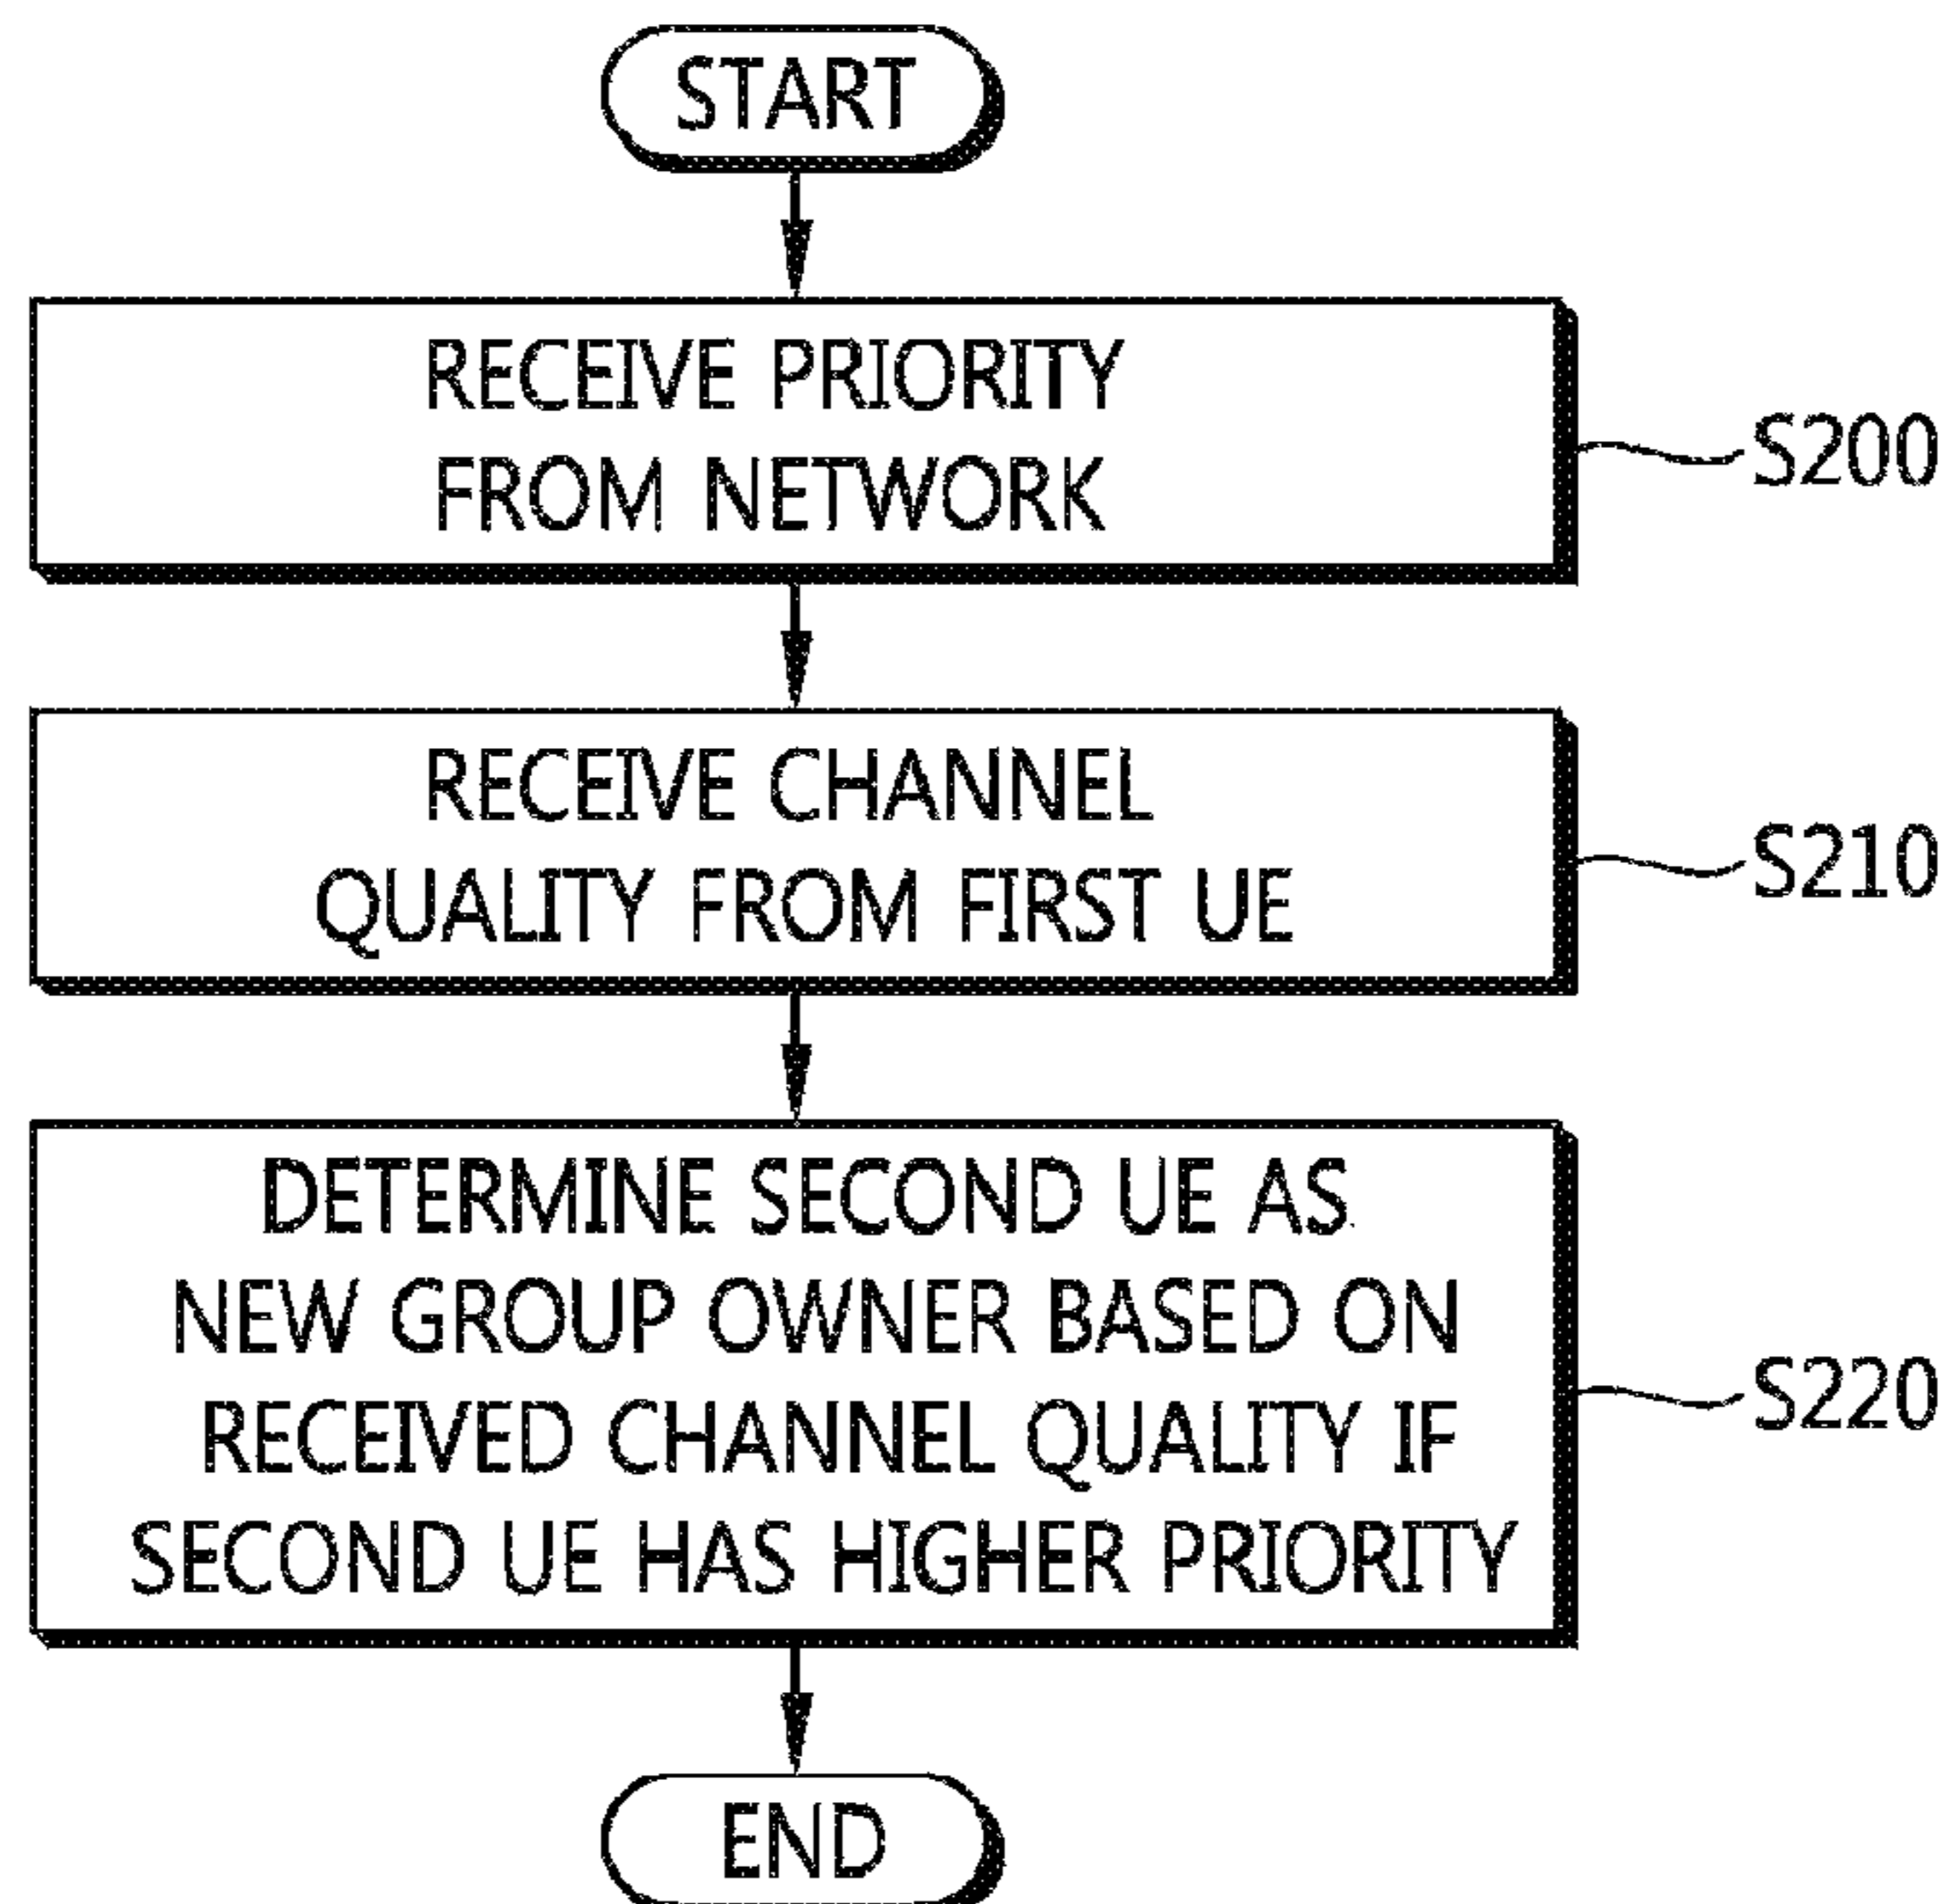 START
RECEIVE PRIORITY
FROM NETWORK
S200
RECEIVE CHANNEL
QUALITY FROM FIRST UE
S210
DETERMINE SECOND UE AS
NEW GROUP OWNER BASED ON
RECEIVED CHANNEL QUALITY IF
SECOND UE HAS HIGHER PRIORITY
S220
END